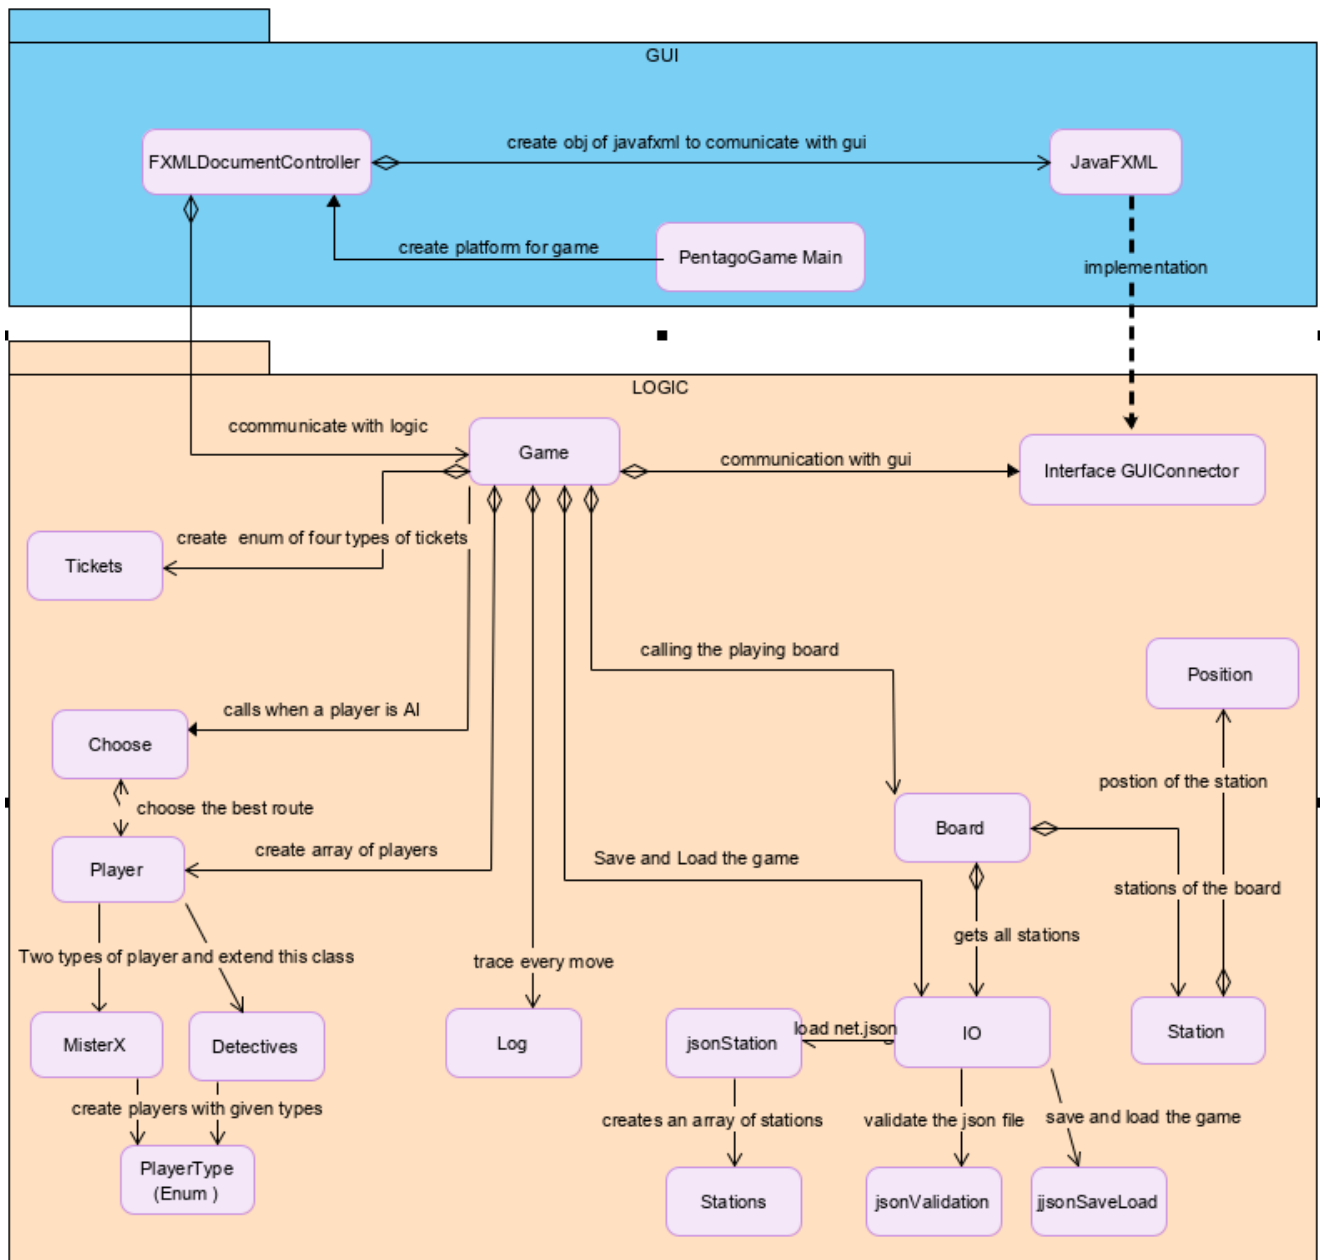 GUI
create obj of javafxml to comunicate with gui
FXMLDocumentController
JavaFXML
create platform for game
PentagoGame Main
implementation
LOGIC
ccommunicate with logic
Game
communication with gui
Interface GUIConnector
create enum of four types of tickets
Tickets
calling the playing board
Position
calls when a player is AI
Choose
postion of the station
choose the best route
Board
create array of players
Save and Load the game
Player
stations of the board
gets all stations
Two types of player and extend this class
trace every move
load net.json
MisterX
Detectives
Log
jsonStation
IO
Station
create players with given types
creates an array of stations
validate the json file
save and load the game
PlayerType
(Enum )
Stations
jsonValidation
jjsonSaveLoad